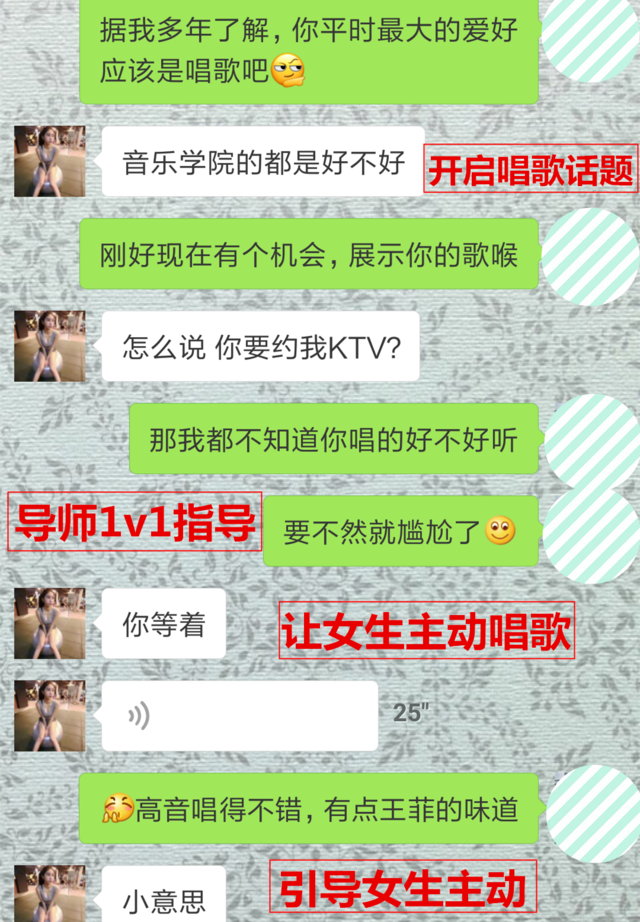 据我多年了解，你平时最大的爱好
应该是唱歌吧
音乐学院的都是好不好
开启唱歌话题
刚好现在有个机会，展示你的歌喉
怎么说 你要约我KTV?
那我都不知道你唱的好不好听
导师1v1指导
要不然就尴尬了
你等着
让女生主动唱歌
25"
高音唱得不错，有点王菲的味道
小意思
引导女生主动